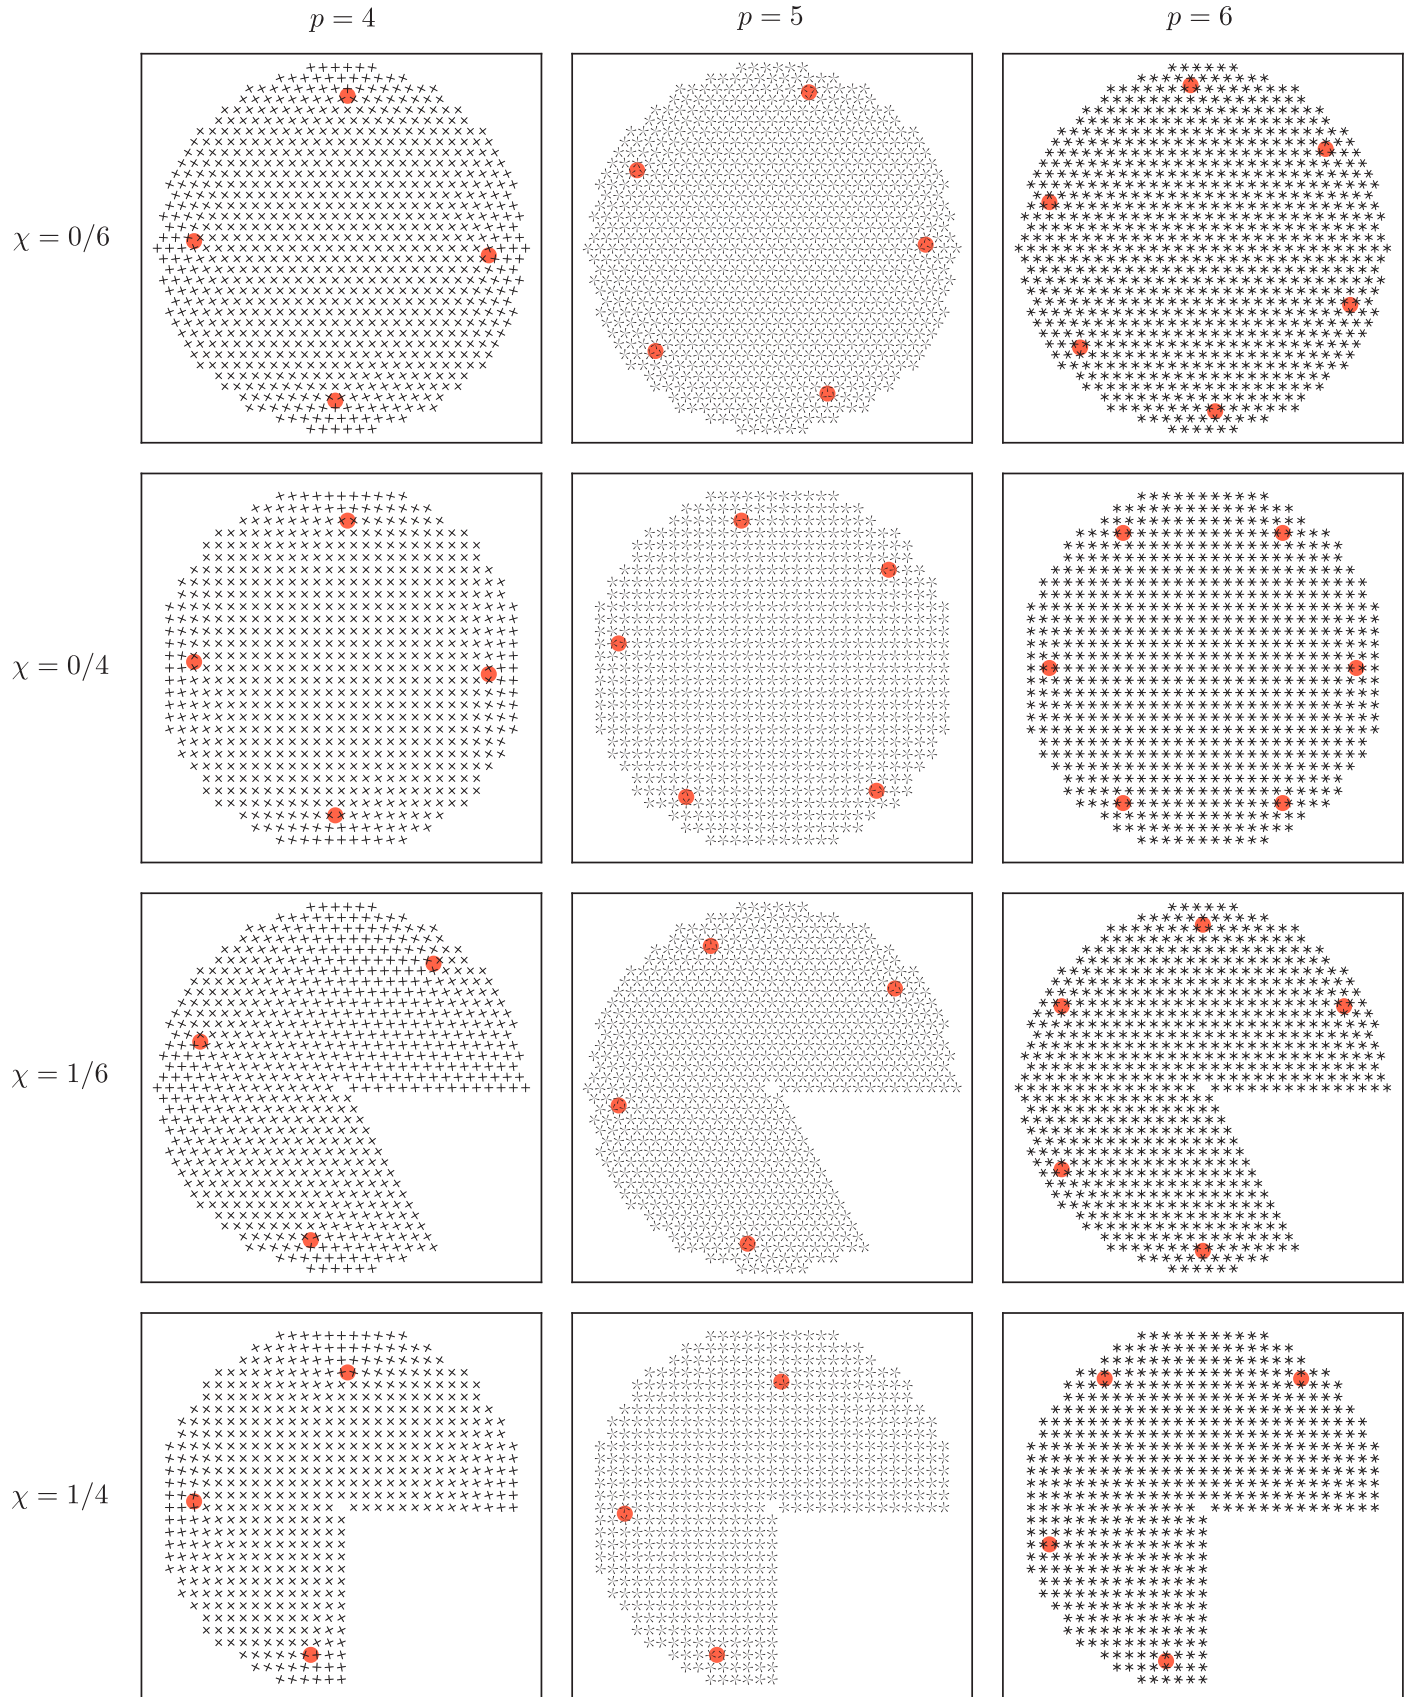 p = 4 p = 5 p = 6
χ = 0/6
χ = 0/4
χ = 1/6
χ = 1/4